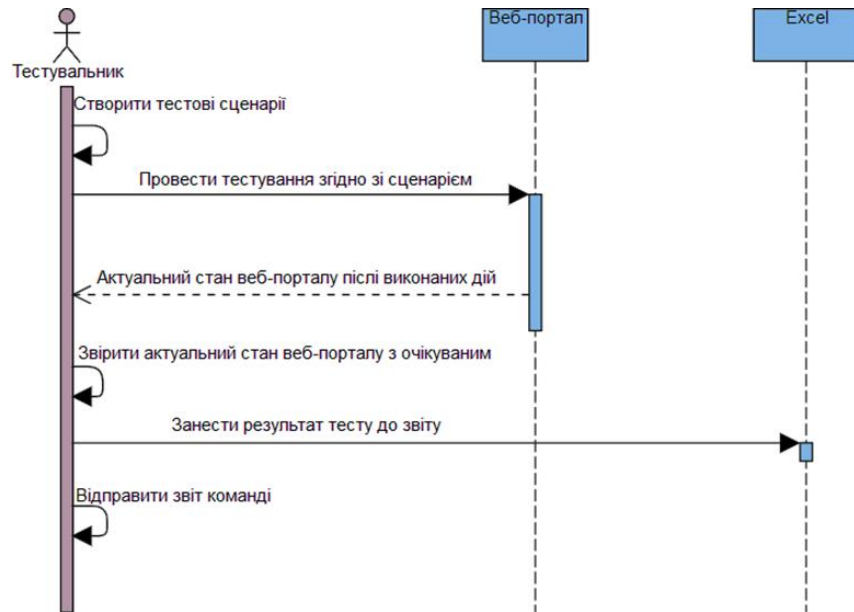 Веб-портал
Excel
Тестувальник
Створити тестові сценарії
Провести тестування згідно зі сценарієм
Актуальний стан веб-порталу післі виконаних дій
Звірити актуальний стан веб-порталу з очікуваним
Занести результат тесту до звіту
Відправити звіт команді